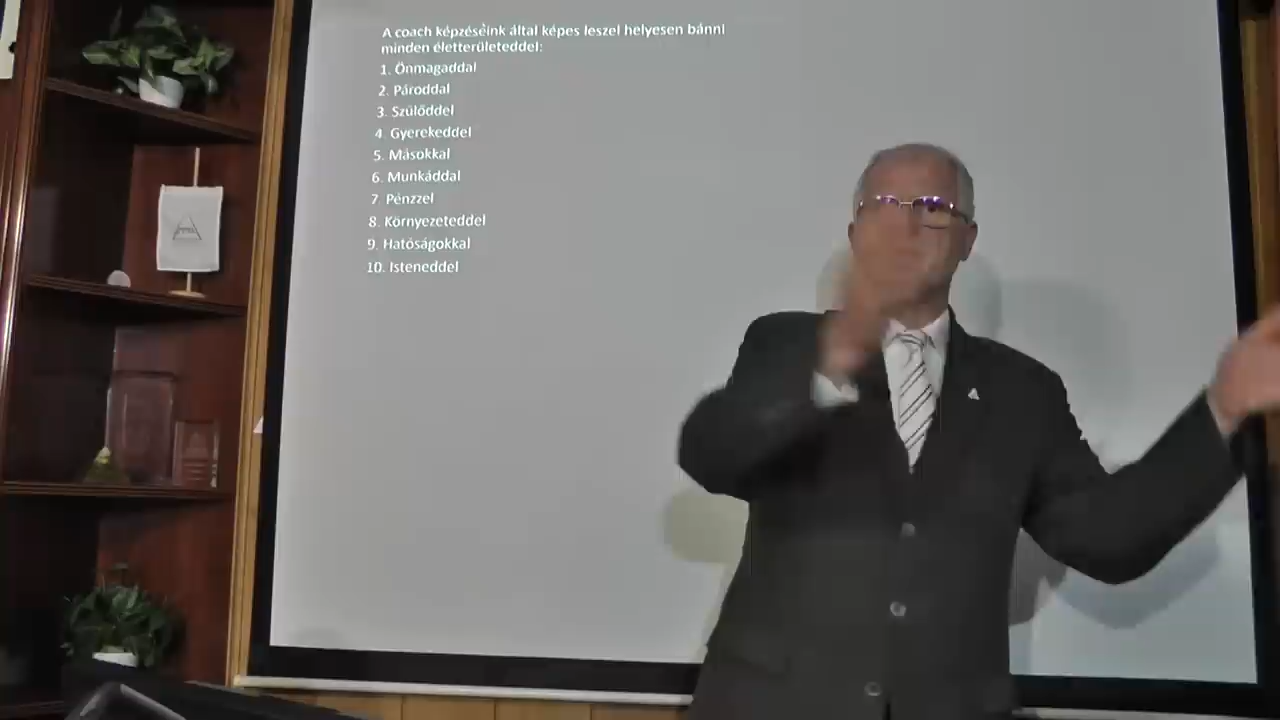 A coach képzéseink által képes leszel helyesen bánni
minden életterületeddel:
1. Önmagaddal
2. Pároddal
3. Szülőddel
4. Gyerekeddel
5. Másokkal
6. Munkáddal
7. Pénzzel
8. Környezeteddel
9. Hatóságokkal
10. Isteneddel